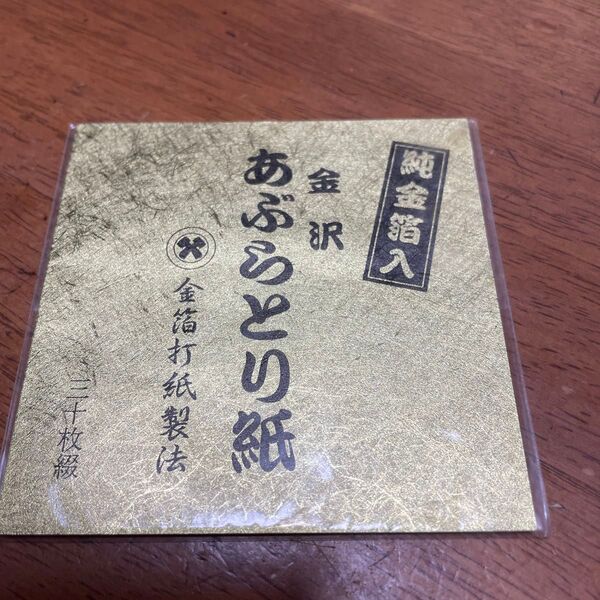 純金箔入
金沢
あぶらとり紙
金箔打紙製法
三十枚綴